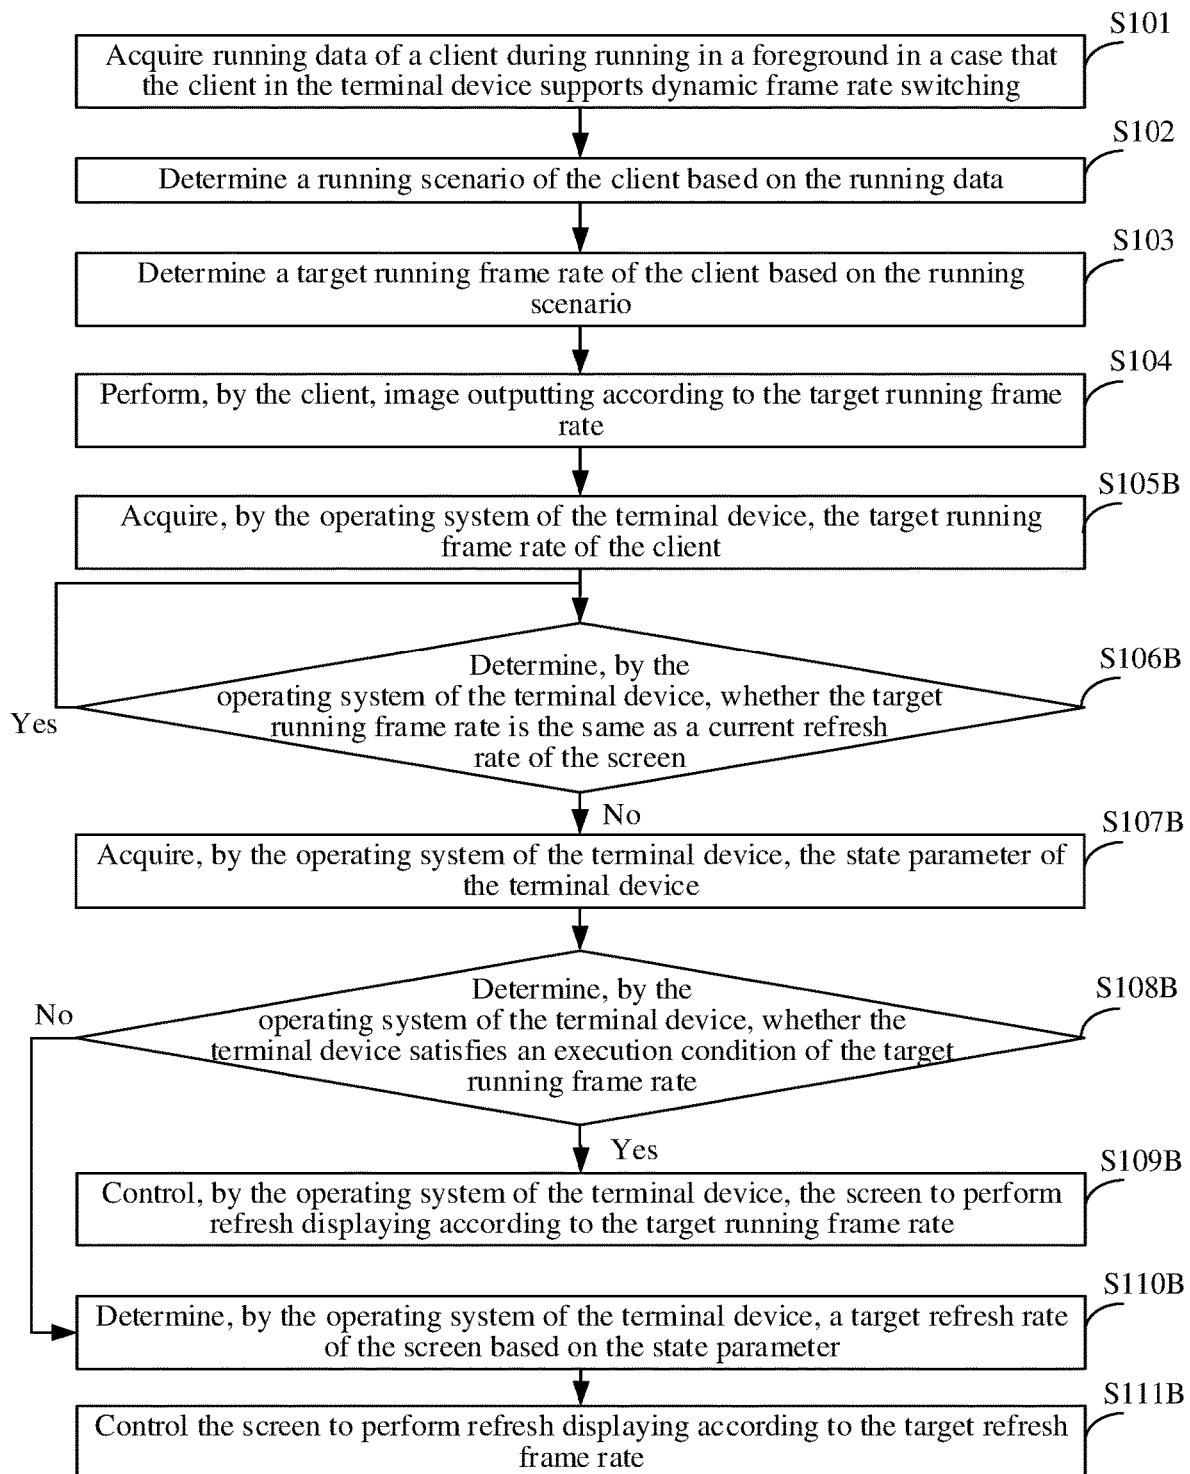 S101
Acquire running data of a client during running in a foreground in a case that
the client in the terminal device supports dynamic frame rate switching
S102
Determine a running scenario of the client based on the running data
S103
Determine a target running frame rate of the client based on the running
scenario
S104
Perform, by the client, image outputting according to the target running frame
rate
S105B
Acquire, by the operating system of the terminal device, the target running
frame rate of the client
S106B
Determine, by the
operating system of the terminal device, whether the target
running frame rate is the same as a current refresh
rate of the screen
Yes
No
S107B
Acquire, by the operating system of the terminal device, the state parameter of
the terminal device
S108B
Determine, by the
operating system of the terminal device, whether the
terminal device satisfies an execution condition of the target
running frame rate
No
Yes
S109B
Control, by the operating system of the terminal device, the screen to perform
refresh displaying according to the target running frame rate
S110B
Determine, by the operating system of the terminal device, a target refresh rate
of the screen based on the state parameter
S111B
Control the screen to perform refresh displaying according to the target refresh
frame rate